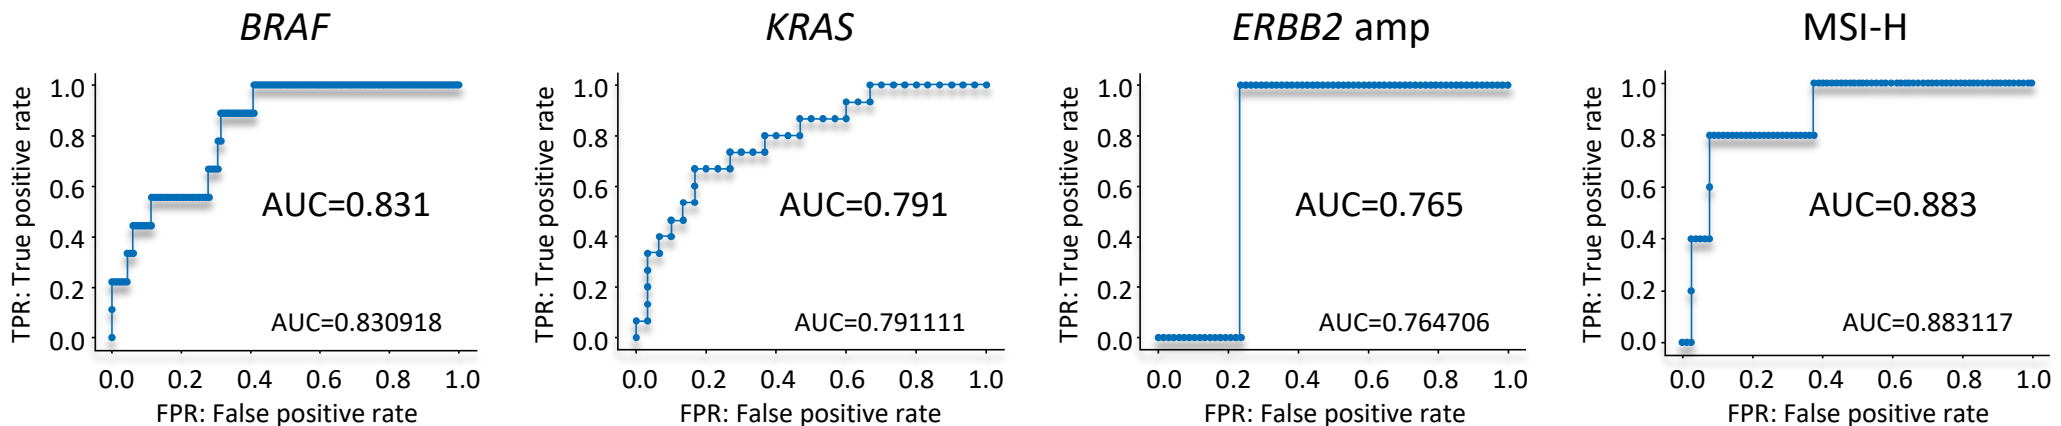 BRAF
TPR: True positive rate
1.0
0.8
0.6
0.4
0.2
0.0
AUC=0.831
AUC=0.830918
0.0 0.2 0.4 0.6 0.8 1.0
FPR: False positive rate
KRAS
TPR: True positive rate
1.0
0.8
0.6
0.4
0.2
0.0
AUC=0.791
AUC=0.791111
0.0 0.2 0.4 0.6 0.8 1.0
FPR: False positive rate
ERBB2 amp
TPR: True positive rate
1.0
0.8
0.6
0.4
0.2
0.0
AUC=0.765
AUC=0.764706
0.0 0.2 0.4 0.6 0.8 1.0
FPR: False positive rate
MSI-H
TPR: True positive rate
1.0
0.8
0.6
0.4
0.2
0.0
AUC=0.883
AUC=0.883117
0.0 0.2 0.4 0.6 0.8 1.0
FPR: False positive rate